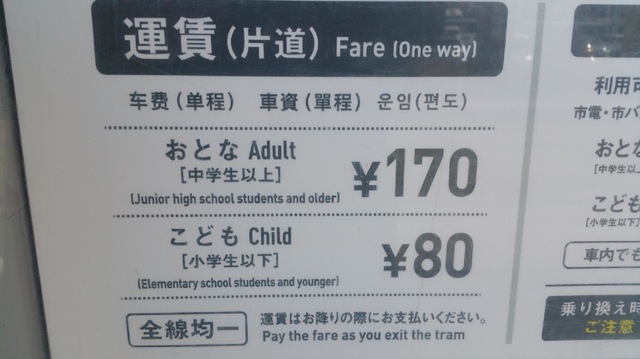 運賃(片道) Fare (One way)
车费(单程) 車資(單程) 운임(편도)
おとな Adult
[中学生以上]
(Junior high school students and older)
¥170
こども Child
[小学生以下]
(Elementary school students and younger)
¥80
全線均一
運賃はお降りの際にお支払いください。
Pay the fare as you exit the tram
利用可
市電・市バ
おとな
[中学生以
こども
[小学生以下]
車内でも
乗り換え時
ご注意